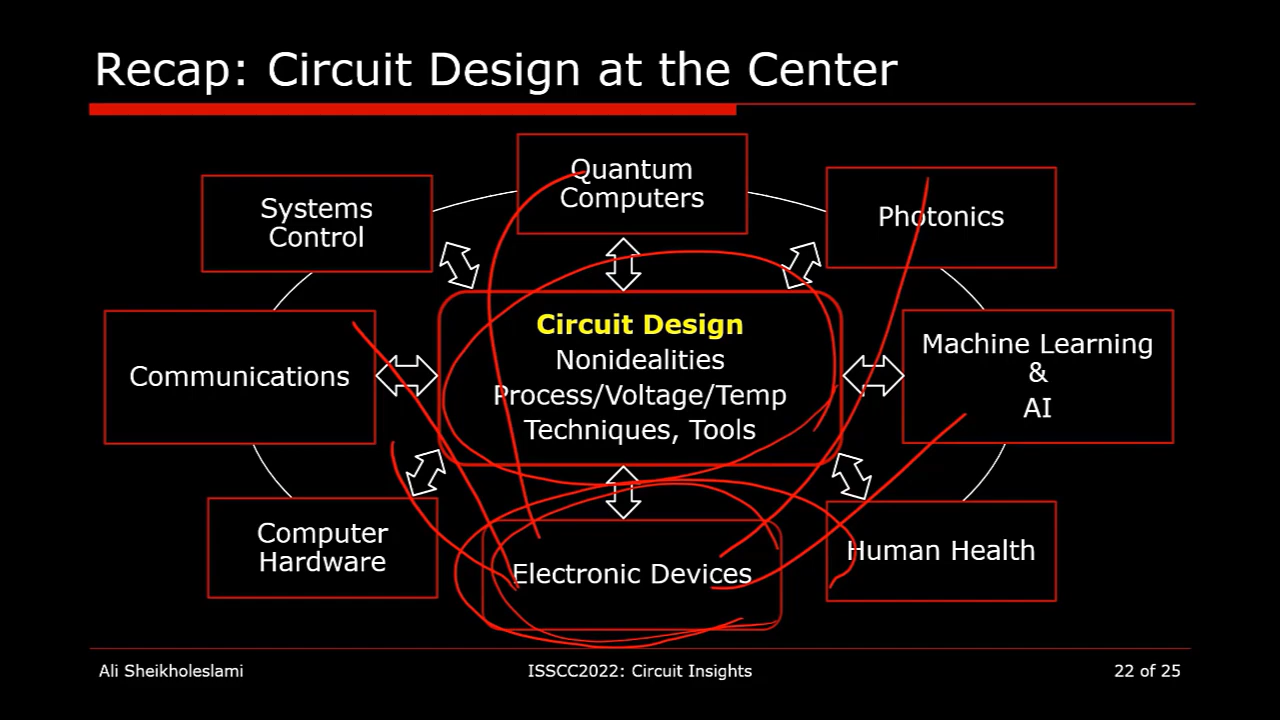 Recap: Circuit Design at the Center
Quantum
Computers
Systems
Control
Photonics
Communications
Circuit Design
Nonidealities
Process/Voltage/Temp
Techniques, Tools
Machine Learning
&
AI
Computer
Hardware
Electronic Devices
Human Health
Ali Sheikholeslami
ISSCC2022: Circuit Insights
22 of 25